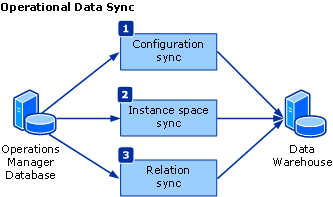 Operational Data Sync
1
Configuration
sync
2
Instance space
sync
3
Relation
sync
Operations
Manager
Database
Data
Warehouse